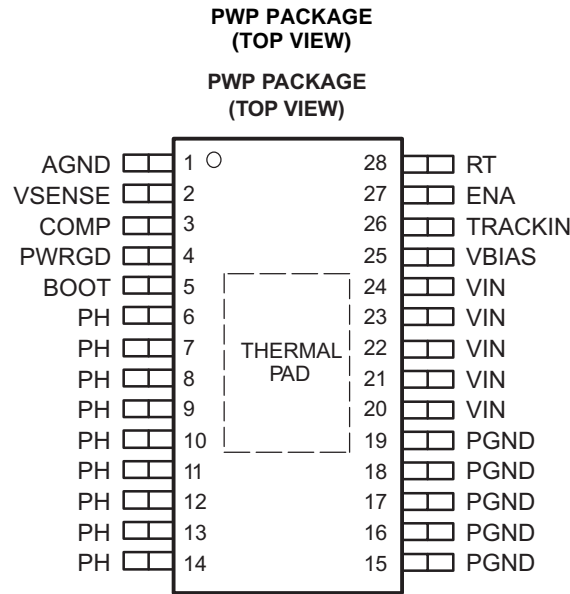 PWP PACKAGE
(TOP VIEW)
PWP PACKAGE
(TOP VIEW)
AGND 1 28 RT
VSENSE 2 27 ENA
COMP 3 26 TRACKIN
PWRGD 4 25 VBIAS
BOOT 5 24 VIN
PH 6 23 VIN
PH 7 THERMAL 22 VIN
PH 8 PAD 21 VIN
PH 9 20 VIN
PH 10 19 PGND
PH 11 18 PGND
PH 12 17 PGND
PH 13 16 PGND
PH 14 15 PGND